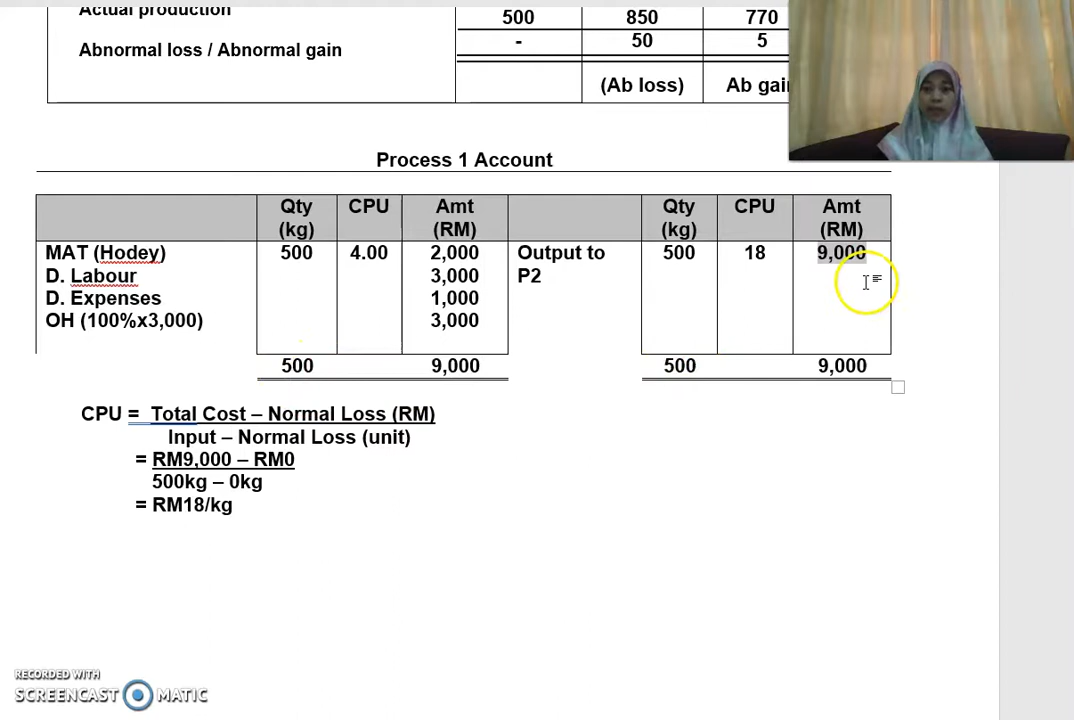 Actual production
500 850 770
Abnormal loss / Abnormal gain
- 50 5
(Ab loss) Ab gai
Process 1 Account
Qty (kg) CPU Amt (RM) Qty (kg) CPU Amt (RM)
MAT (Hodey) 500 4.00 2,000 Output to 500 18 9,000
D. Labour 3,000 P2
D. Expenses 1,000
OH (100%x3,000) 3,000
500 9,000 500 9,000
CPU = Total Cost – Normal Loss (RM)
Input – Normal Loss (unit)
= RM9,000 – RM0
500kg – 0kg
= RM18/kg
RECORDED WITH
SCREENCAST MATIC